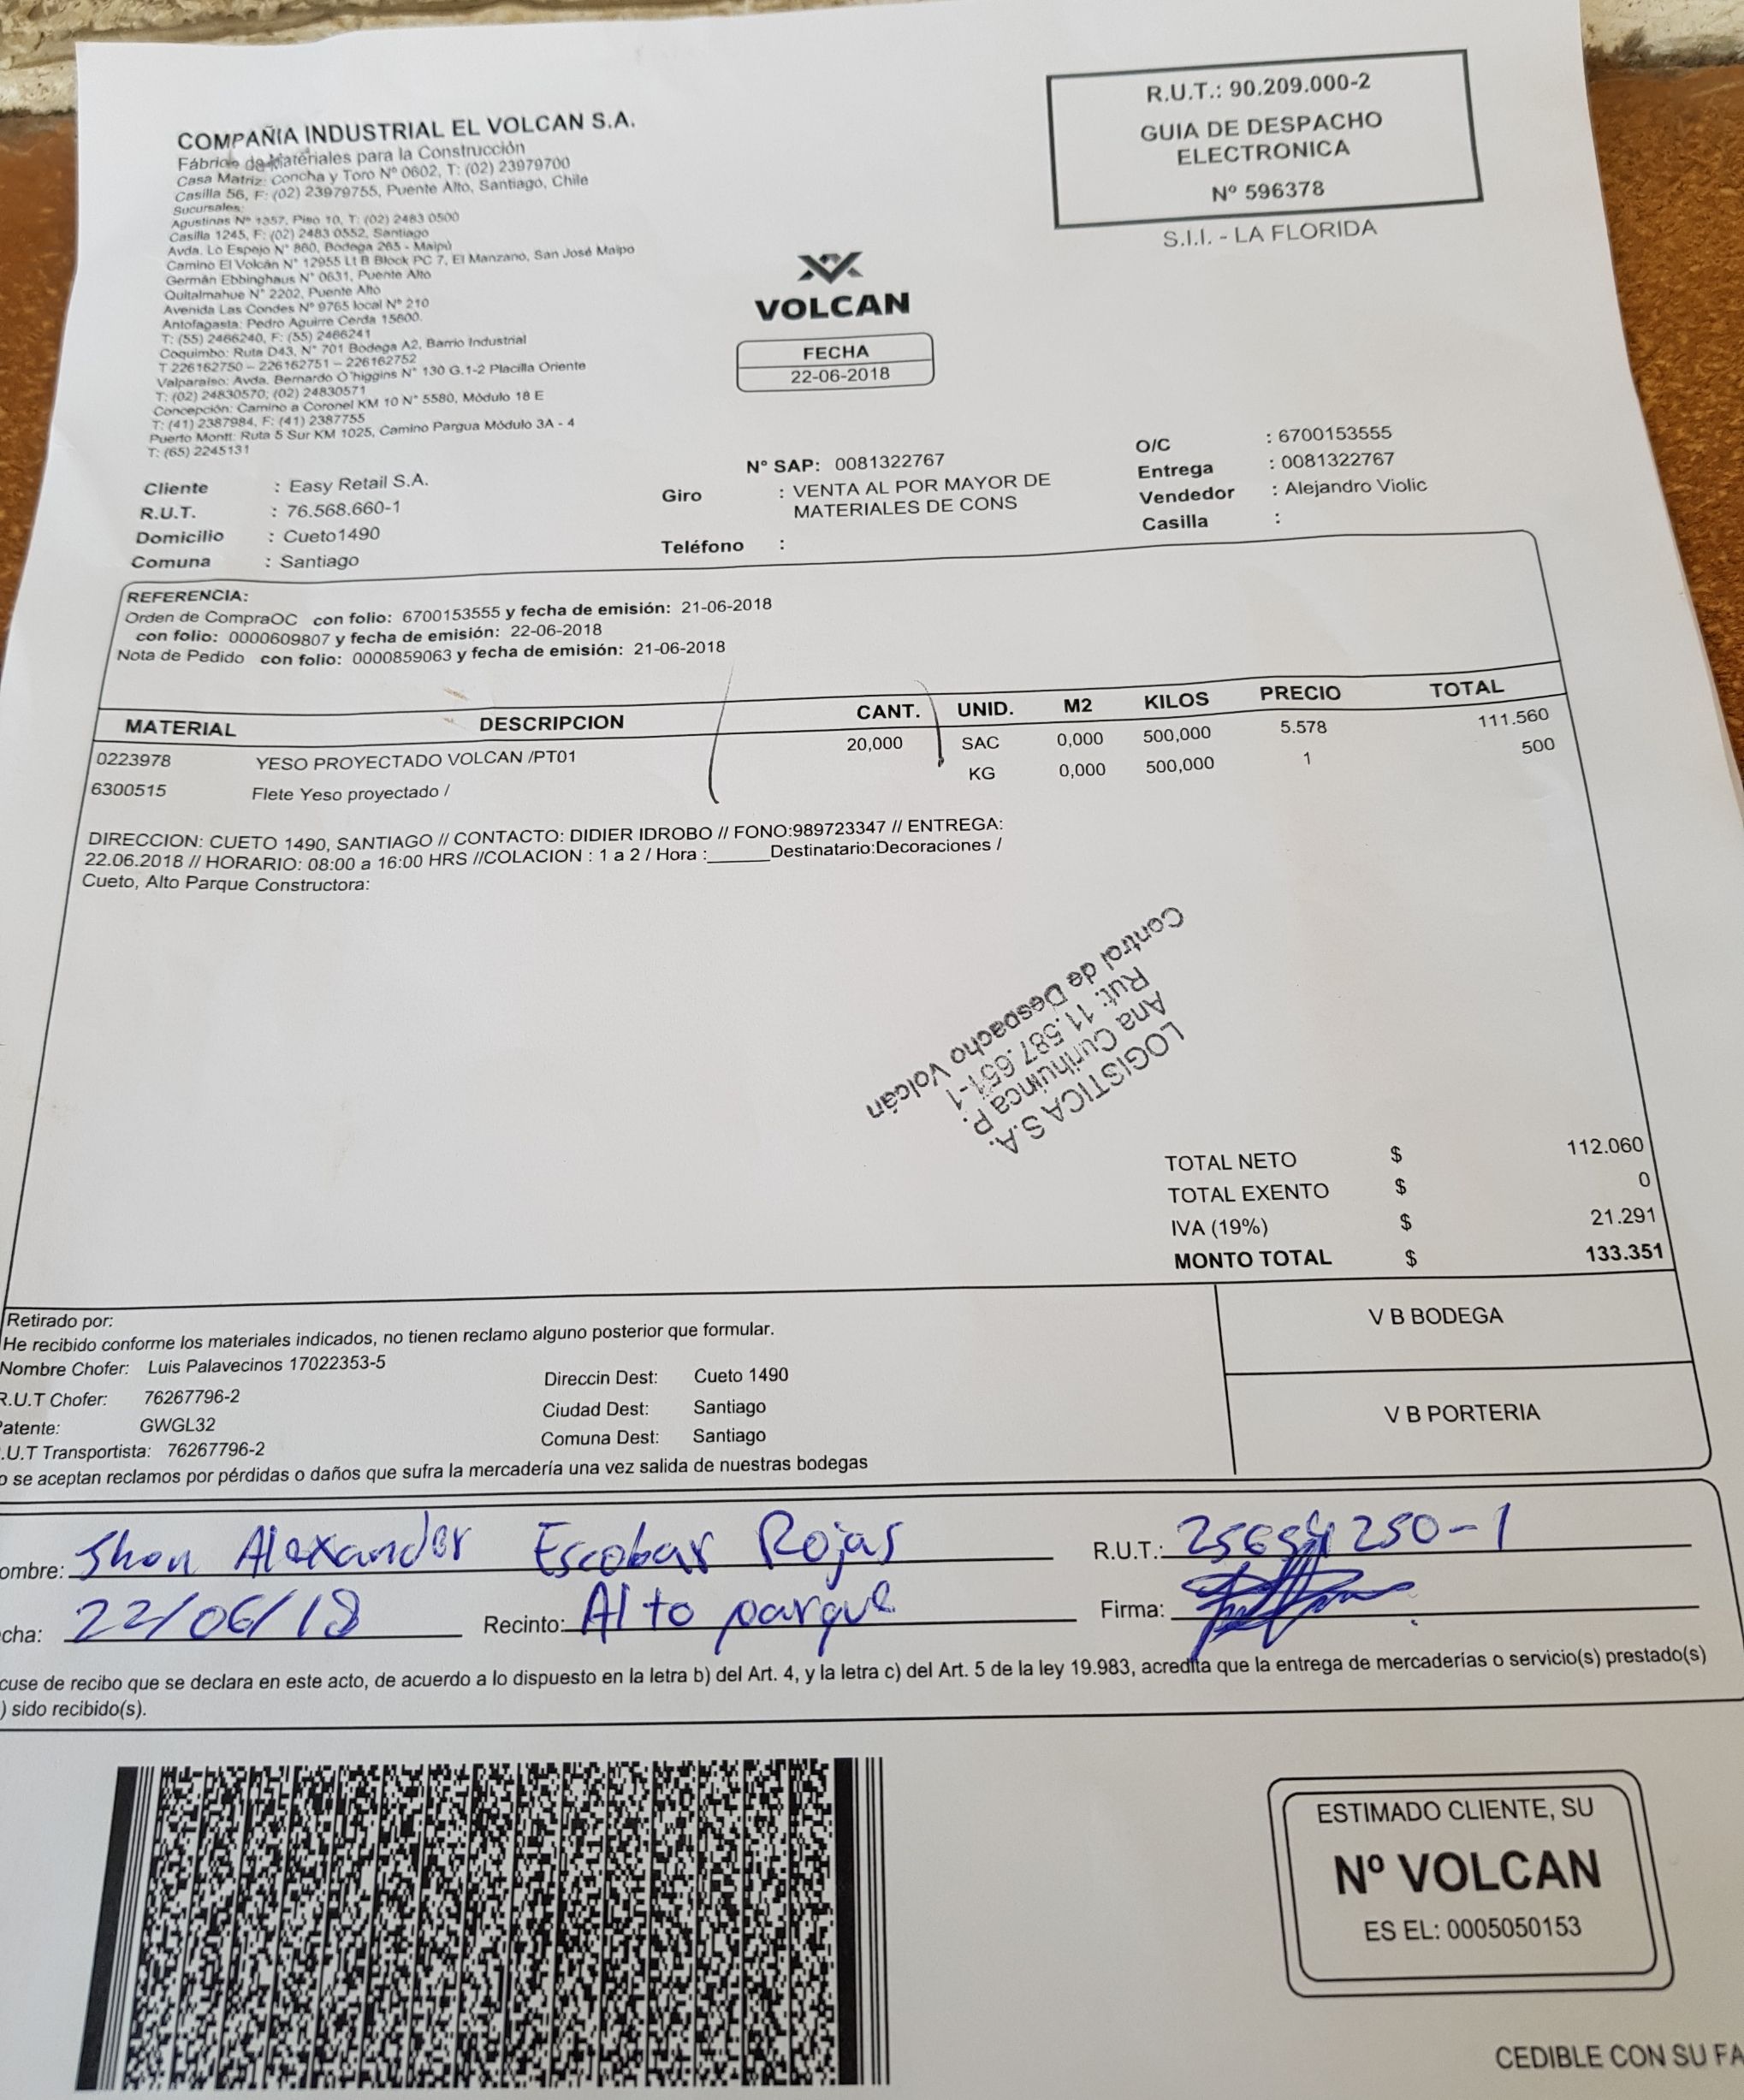 COMPAÑIA INDUSTRIAL EL VOLCAN S.A.
Fábrica de Materiales para la Construcción
Casa Matriz: Concha y Toro Nº 0602, T: (02) 23979700
Casilla 56, F: (02) 23979755, Puente Alto, Santiago, Chile
Sucursales:
Agustinas Nº 1357, Piso 10, T: (02) 2483 0500
Casilla 1245, F: (02) 2483 0552, Santiago
Avda. Lo Espejo N° 860, Bodega 265 - Maipú
Camino El Volcán N° 12955 Lt B Block PC 7, El Manzano, San José Maipo
Germán Ebbinghaus N° 0631, Puente Alto
Quitalmahue N° 2202, Puente Alto
Avenida Las Condes Nº 9765 local Nº 210
Antofagasta: Pedro Aguirre Cerda 15600.
T: (55) 2466240, F: (55) 2466241
Coquimbo: Ruta D43, N° 701 Bodega A2, Barrio Industrial
T 226162750 – 226162751 – 226162752
Valparaíso: Avda. Bernardo O'higgins N° 130 G.1-2 Placilla Oriente
T: (02) 24830570; (02) 24830571
Concepción: Camino a Coronel KM 10 N° 5580, Módulo 18 E
T: (41) 2387984, F: (41) 2387755
Puerto Montt: Ruta 5 Sur KM 1025, Camino Pargua Módulo 3A - 4
T: (65) 2245131
R.U.T.: 90.209.000-2
GUIA DE DESPACHO
ELECTRONICA
Nº 596378
S.I.I. - LA FLORIDA
VOLCAN
FECHA
22-06-2018
Cliente : Easy Retail S.A.
R.U.T. : 76.568.660-1
Domicilio : Cueto1490
Comuna : Santiago
Nº SAP: 0081322767
Giro : VENTA AL POR MAYOR DE
MATERIALES DE CONS
Teléfono :
O/C : 6700153555
Entrega : 0081322767
Vendedor : Alejandro Violic
Casilla :
REFERENCIA:
Orden de CompraOC con folio: 6700153555 y fecha de emisión: 21-06-2018
con folio: 0000609807 y fecha de emisión: 22-06-2018
Nota de Pedido con folio: 0000859063 y fecha de emisión: 21-06-2018
MATERIAL DESCRIPCION CANT. UNID. M2 KILOS PRECIO TOTAL
0223978 YESO PROYECTADO VOLCAN /PT01 20,000 SAC 0,000 500,000 5.578 111.560
6300515 Flete Yeso proyectado / KG 0,000 500,000 1 500
DIRECCION: CUETO 1490, SANTIAGO // CONTACTO: DIDIER IDROBO // FONO:989723347 // ENTREGA:
22.06.2018 // HORARIO: 08:00 a 16:00 HRS //COLACION : 1 a 2 / Hora :______Destinatario:Decoraciones /
Cueto, Alto Parque Constructora:
LOGISTICA S.A.
Ana Curihuinca P.
Rut: 11.587.651-1
Control de Despacho Volcán
TOTAL NETO $ 112.060
TOTAL EXENTO $ 0
IVA (19%) $ 21.291
MONTO TOTAL $ 133.351
Retirado por:
He recibido conforme los materiales indicados, no tienen reclamo alguno posterior que formular.
Nombre Chofer: Luis Palavecinos 17022353-5
R.U.T Chofer: 76267796-2
Patente: GWGL32
.U.T Transportista: 76267796-2
Direccin Dest: Cueto 1490
Ciudad Dest: Santiago
Comuna Dest: Santiago
o se aceptan reclamos por pérdidas o daños que sufra la mercadería una vez salida de nuestras bodegas
V B BODEGA
V B PORTERIA
ombre: Jhon Alexander Escobar Rojas R.U.T.: 250-1
cha: 22/06/18 Recinto: Alto parque Firma:
cuse de recibo que se declara en este acto, de acuerdo a lo dispuesto en la letra b) del Art. 4, y la letra c) del Art. 5 de la ley 19.983, acredita que la entrega de mercaderías o servicio(s) prestado(s)
) sido recibido(s).
ESTIMADO CLIENTE, SU
Nº VOLCAN
ES EL: 0005050153
CEDIBLE CON SU FA